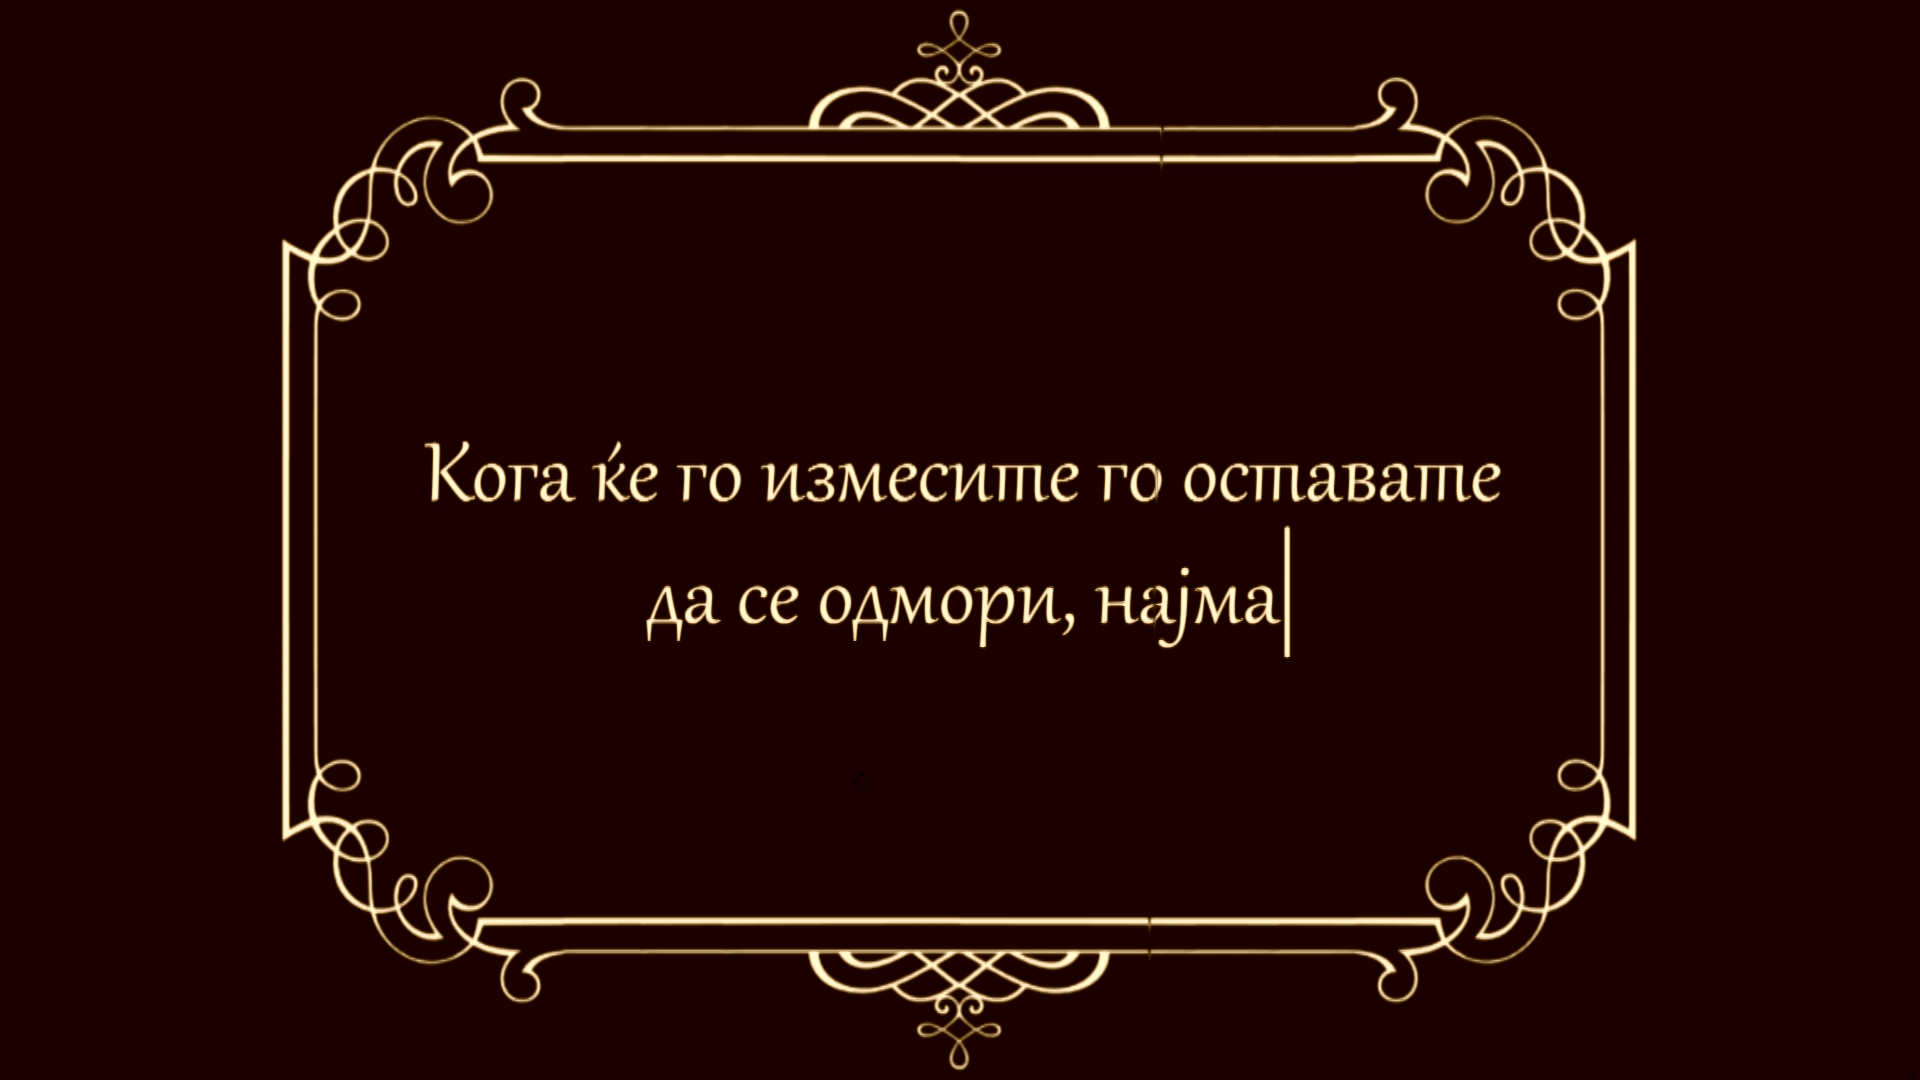 Кога ќе го измесите го оставате
да се одмори, најма